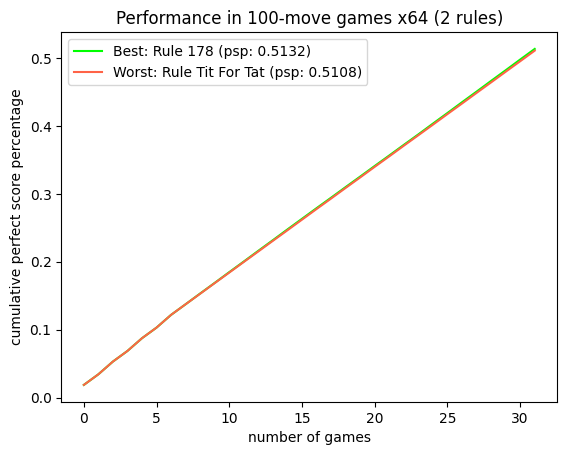 Performance in 100-move games x64 (2 rules)
Best: Rule 178 (psp: 0.5132)
Worst: Rule Tit For Tat (psp: 0.5108)
cumulative perfect score percentage
0.5
0.4
0.3
0.2
0.1
0.0
0 5 10 15 20 25 30
number of games